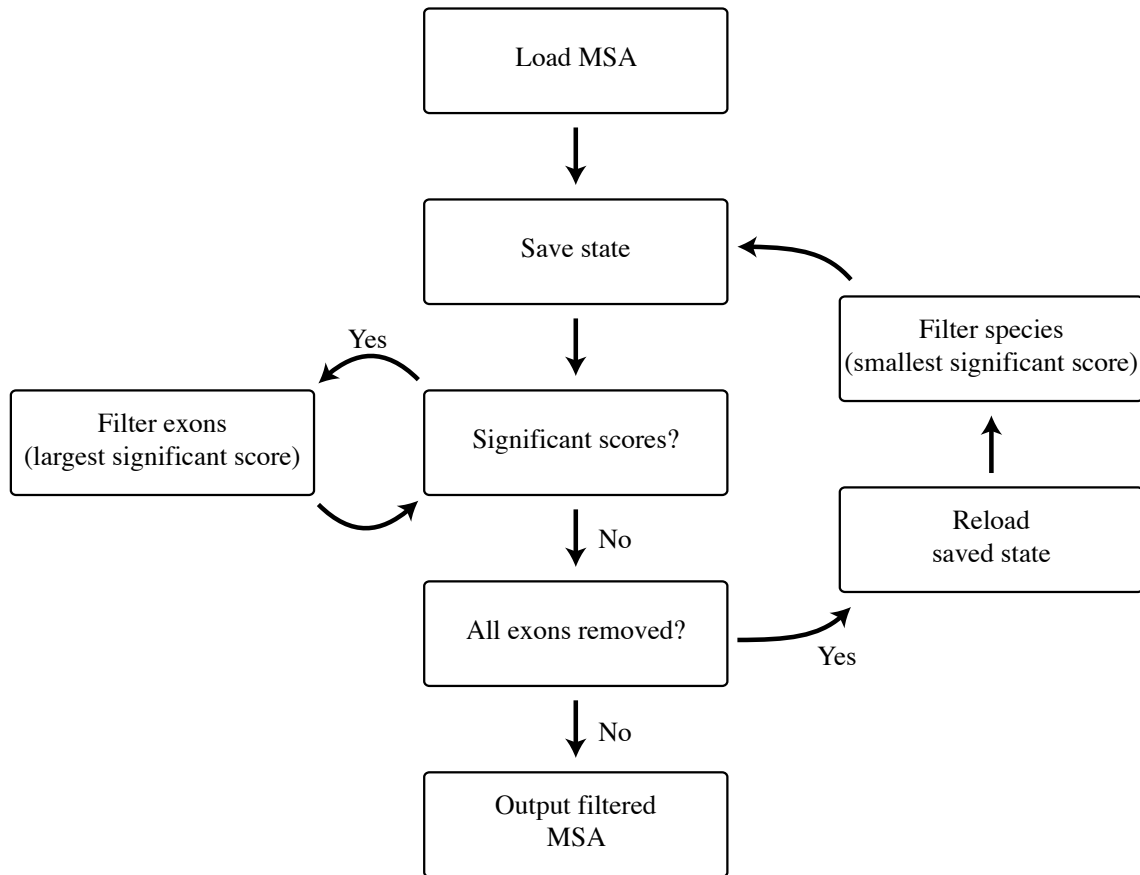 Load MSA
Save state
Filter species
(smallest significant score)
Yes
Filter exons
(largest significant score)
Significant scores?
Reload
saved state
No
All exons removed?
Yes
No
Output filtered
MSA